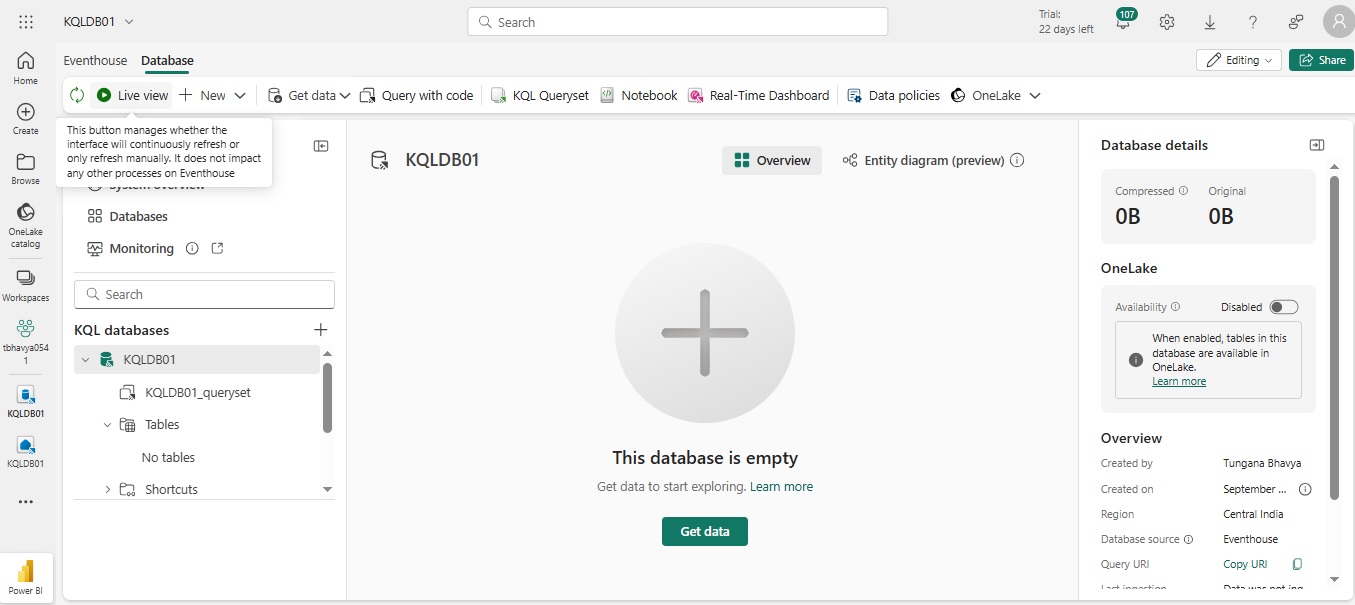 KQLDB01
Search
Trial:
22 days left
107
Home
Create
Browse
OneLake
catalog
Workspaces
tbhavya054
1
KQLDB01
KQLDB01
Power BI
Eventhouse
Database
Editing
Share
Live view
New
Get data
Query with code
KQL Queryset
Notebook
Real-Time Dashboard
Data policies
OneLake
This button manages whether the
interface will continuously refresh or
only refresh manually. It does not impact
any other processes on Eventhouse
System overview
Databases
Monitoring
Search
KQL databases
KQLDB01
KQLDB01_queryset
Tables
No tables
Shortcuts
KQLDB01
Overview
Entity diagram (preview)
This database is empty
Get data to start exploring. Learn more
Get data
Database details
Compressed Original
0B 0B
OneLake
Availability Disabled
When enabled, tables in this
database are available in
OneLake.
Learn more
Overview
Created by Tungana Bhavya
Created on September ...
Region Central India
Database source Eventhouse
Query URI Copy URI
Last ingestion Data was not ing